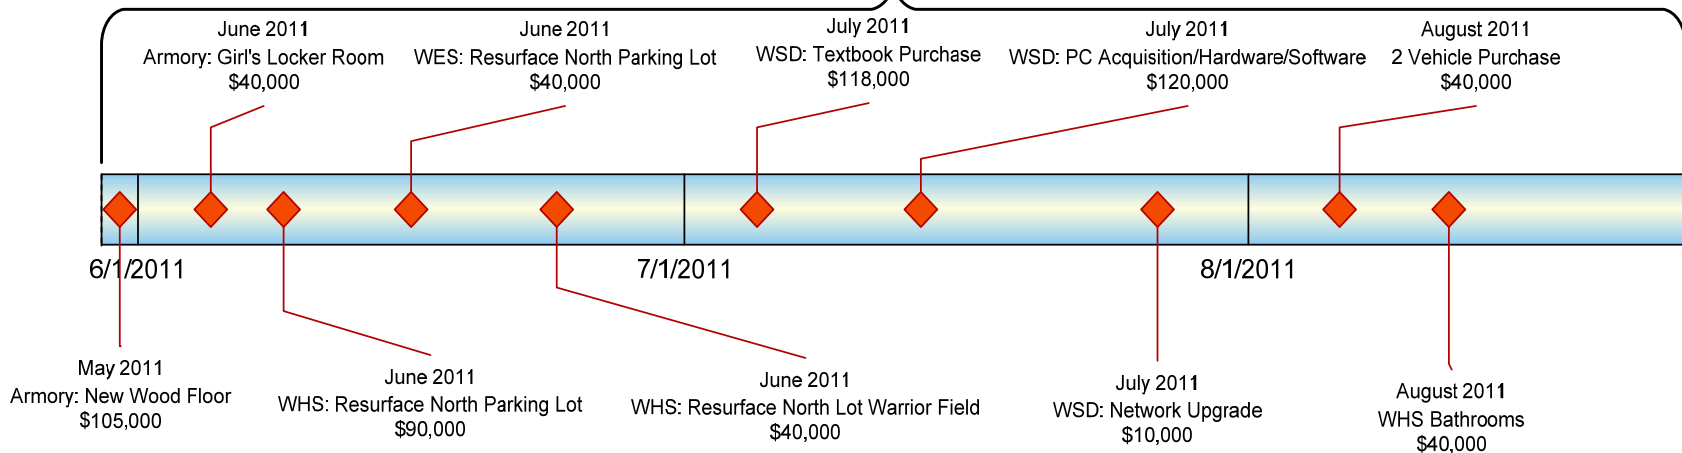 June 2011
Armory: Girl's Locker Room
$40,000
June 2011
WES: Resurface North Parking Lot
$40,000
July 2011
WSD: Textbook Purchase
$118,000
July 2011
WSD: PC Acquisition/Hardware/Software
$120,000
August 2011
2 Vehicle Purchase
$40,000
6/1/2011
7/1/2011
8/1/2011
May 2011
Armory: New Wood Floor
$105,000
June 2011
WHS: Resurface North Parking Lot
$90,000
June 2011
WHS: Resurface North Lot Warrior Field
$40,000
July 2011
WSD: Network Upgrade
$10,000
August 2011
WHS Bathrooms
$40,000